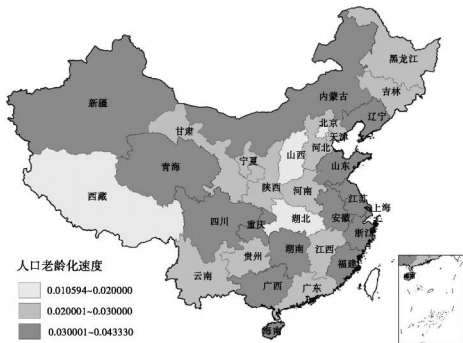 黑龙江
吉林
辽宁
内蒙古
新疆
甘肃
北京
天津
河北
山西
宁夏
青海
山东
陕西
河南
西藏
江苏
上海
安徽
四川
重庆
湖北
浙江
湖南
江西
贵州
福建
云南
广西
广东
海南
人口老龄化速度
0.010594~0.020000
0.020001~0.030000
0.030001~0.043330